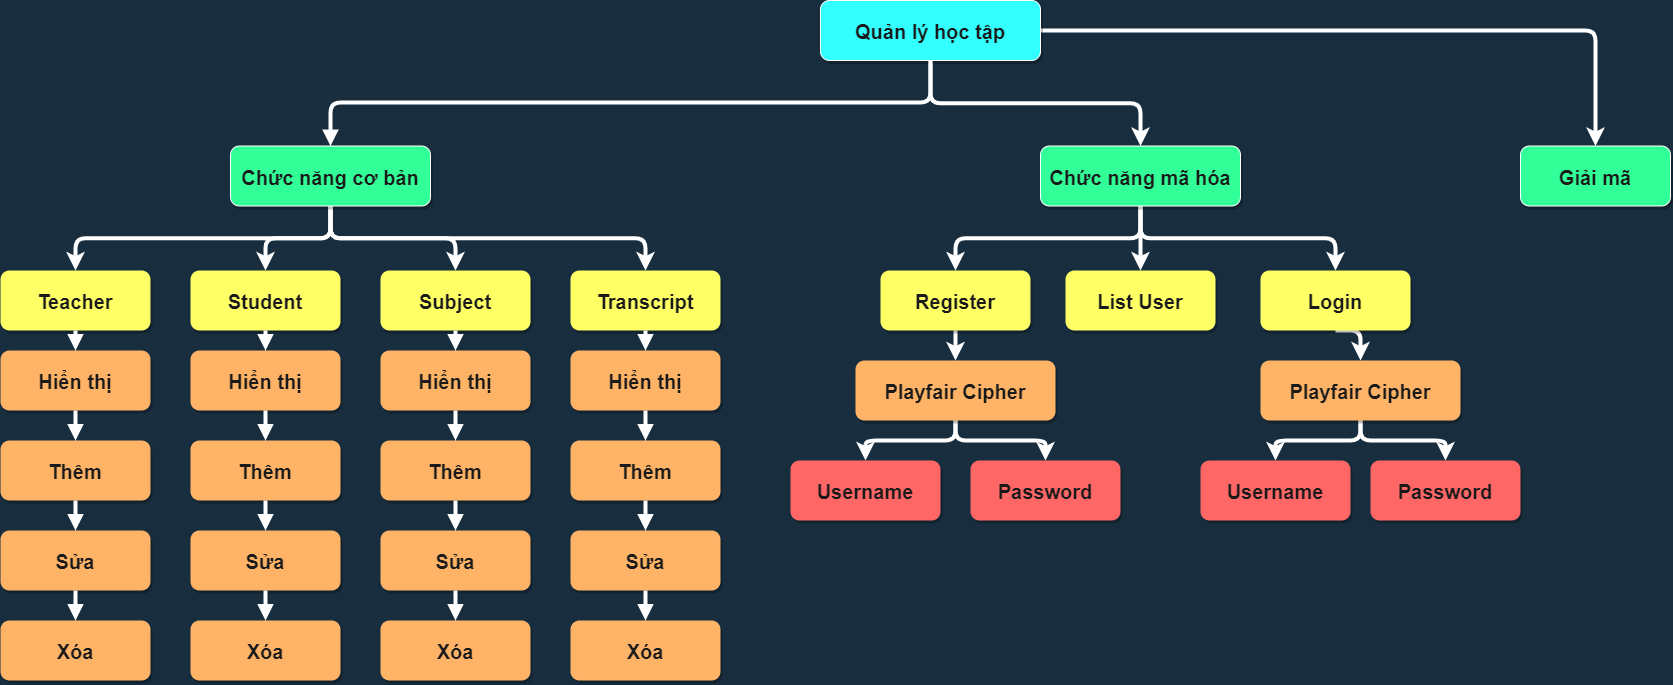 Quản lý học tập
Chức năng cơ bản
Chức năng mã hóa
Giải mã
Teacher
Student
Subject
Transcript
Register
List User
Login
Hiển thị
Hiển thị
Hiển thị
Hiển thị
Playfair Cipher
Playfair Cipher
Thêm
Thêm
Thêm
Thêm
Username
Password
Username
Password
Sửa
Sửa
Sửa
Sửa
Xóa
Xóa
Xóa
Xóa